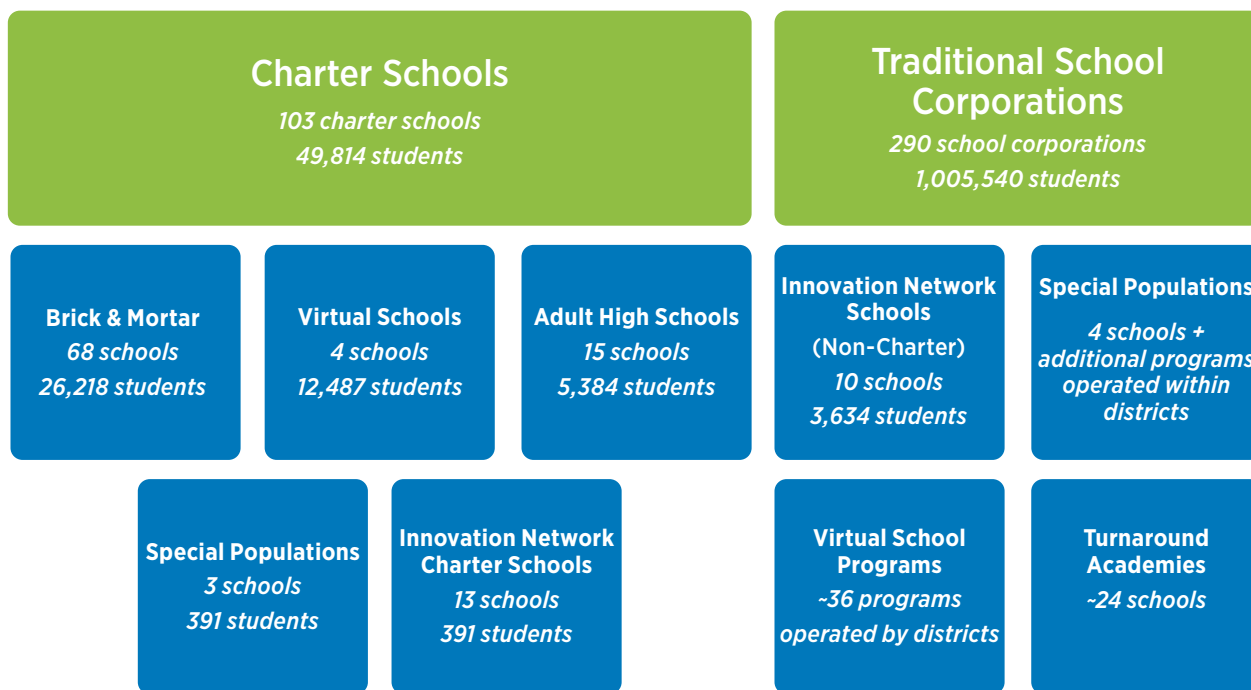 Charter Schools
103 charter schools
49,814 students
Traditional School
Corporations
290 school corporations
1,005,540 students
Brick & Mortar
68 schools
26,218 students
Virtual Schools
4 schools
12,487 students
Adult High Schools
15 schools
5,384 students
Innovation Network
Schools
(Non-Charter)
10 schools
3,634 students
Special Populations
4 schools +
additional programs
operated within
districts
Special Populations
3 schools
391 students
Innovation Network
Charter Schools
13 schools
391 students
Virtual School
Programs
~36 programs
operated by districts
Turnaround
Academies
~24 schools